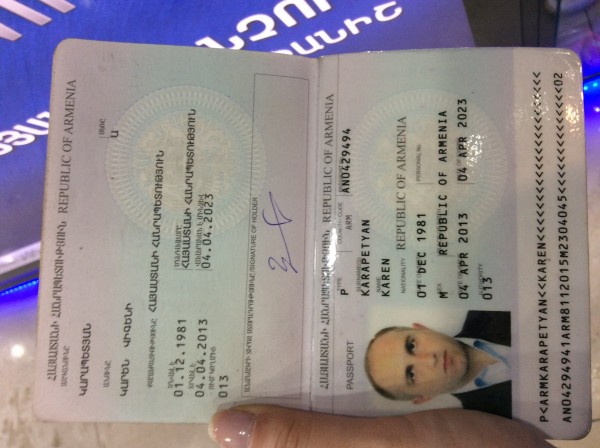 ՀԱՅԱՍՏԱՆԻ ՀԱՆՐԱՊԵՏՈՒԹՅՈՒՆ REPUBLIC OF ARMENIA
ԿԱՐԱՊԵՏՅԱՆ
ԿԱՐԵՆ ՎԻԳԵՆԻ
ՀԱՅԱՍՏԱՆԻ ՀԱՆՐԱՊԵՏՈՒԹՅՈՒՆ
01.12.1981
ՀԱՅԱՍՏԱՆԻ ՀԱՆՐԱՊԵՏՈՒԹՅՈՒՆ
04.04.2013 04.04.2023
013
SIGNATURE OF HOLDER
ՀԱՅԱՍՏԱՆԻ ՀԱՆՐԱՊԵՏՈՒԹՅՈՒՆ REPUBLIC OF ARMENIA
PASSPORT
P ARM AN0429494
KARAPETYAN
KAREN
NATIONALITY REPUBLIC OF ARMENIA
01 DEC 1981
M REPUBLIC OF ARMENIA
04 APR 2013 04 APR 2023
013
P<ARMKARAPETYAN<<KAREN<<<<<<<<<<<<<<<<<<<<<<
AN04294941ARM8112015M2304045<<<<<<<<<<<<<<02